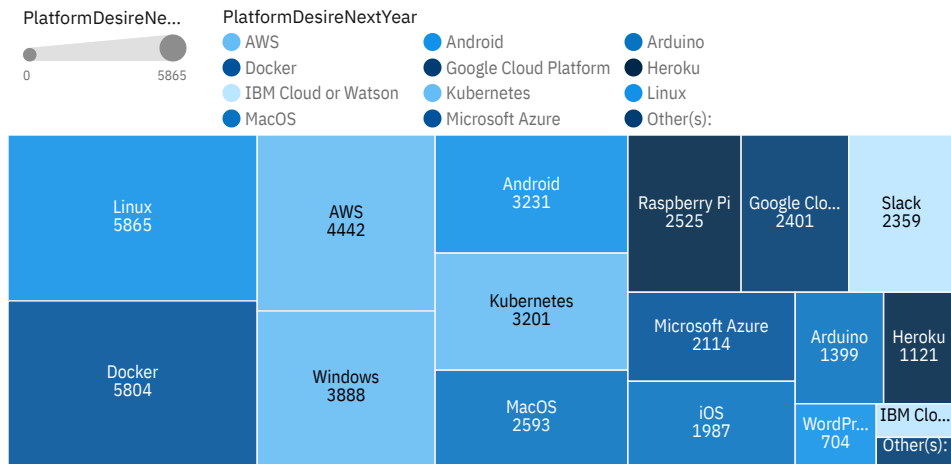 PlatformDesireNe...
0
5865
PlatformDesireNextYear
AWS
Android
Arduino
Docker
Google Cloud Platform
Heroku
IBM Cloud or Watson
Kubernetes
Linux
MacOS
Microsoft Azure
Other(s):
Linux
5865
Docker
5804
AWS
4442
Windows
3888
Android
3231
Kubernetes
3201
MacOS
2593
Raspberry Pi
2525
Google Clo...
2401
Slack
2359
Microsoft Azure
2114
iOS
1987
Arduino
1399
Heroku
1121
WordPr...
704
IBM Clo...
Other(s):